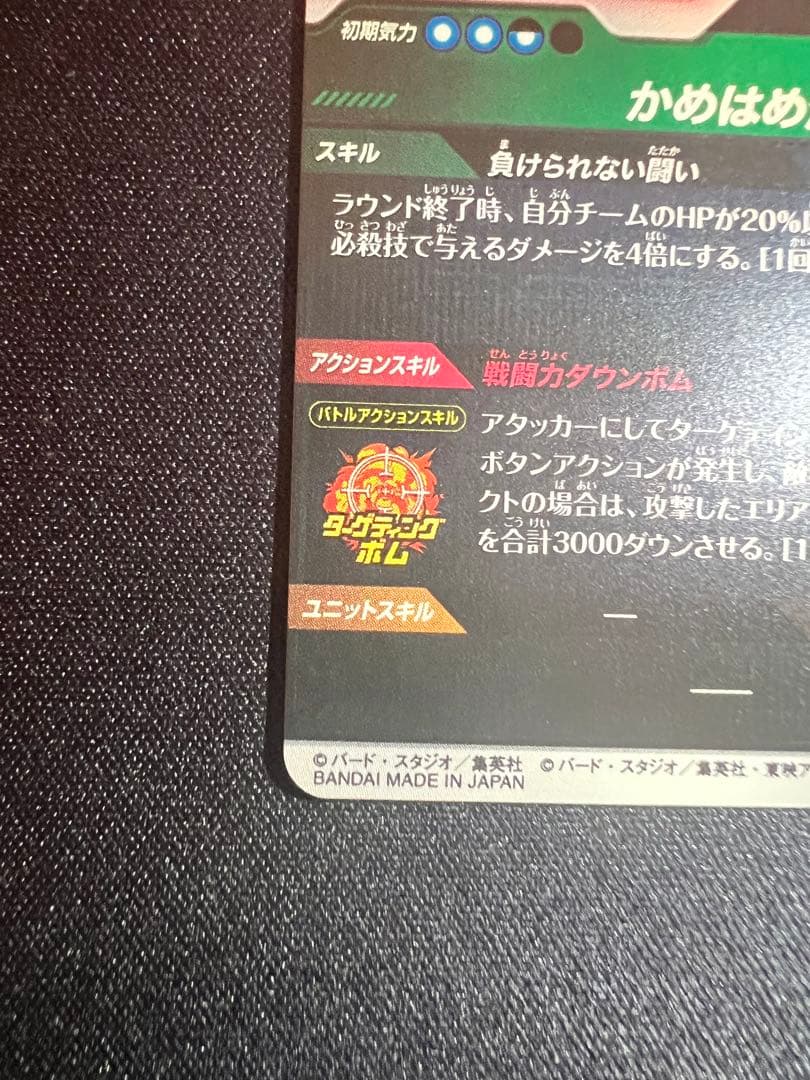 初期気力
かめはめ
スキル
負けられない闘い
ラウンド終了時、自分チームのHPが20%
必殺技で与えるダメージを4倍にする。[1回
アクションスキル
戦闘力ダウンボム
バトルアクションスキル
アタッカーにしてターゲティン
ボタンアクションが発生し、
クトの場合は、攻撃したエリア
を合計3000ダウンさせる。[1
ターゲティング
ボム
ユニットスキル
©バード・スタジオ／集英社 ©バード・スタジオ／集英社・東映ア
BANDAI MADE IN JAPAN